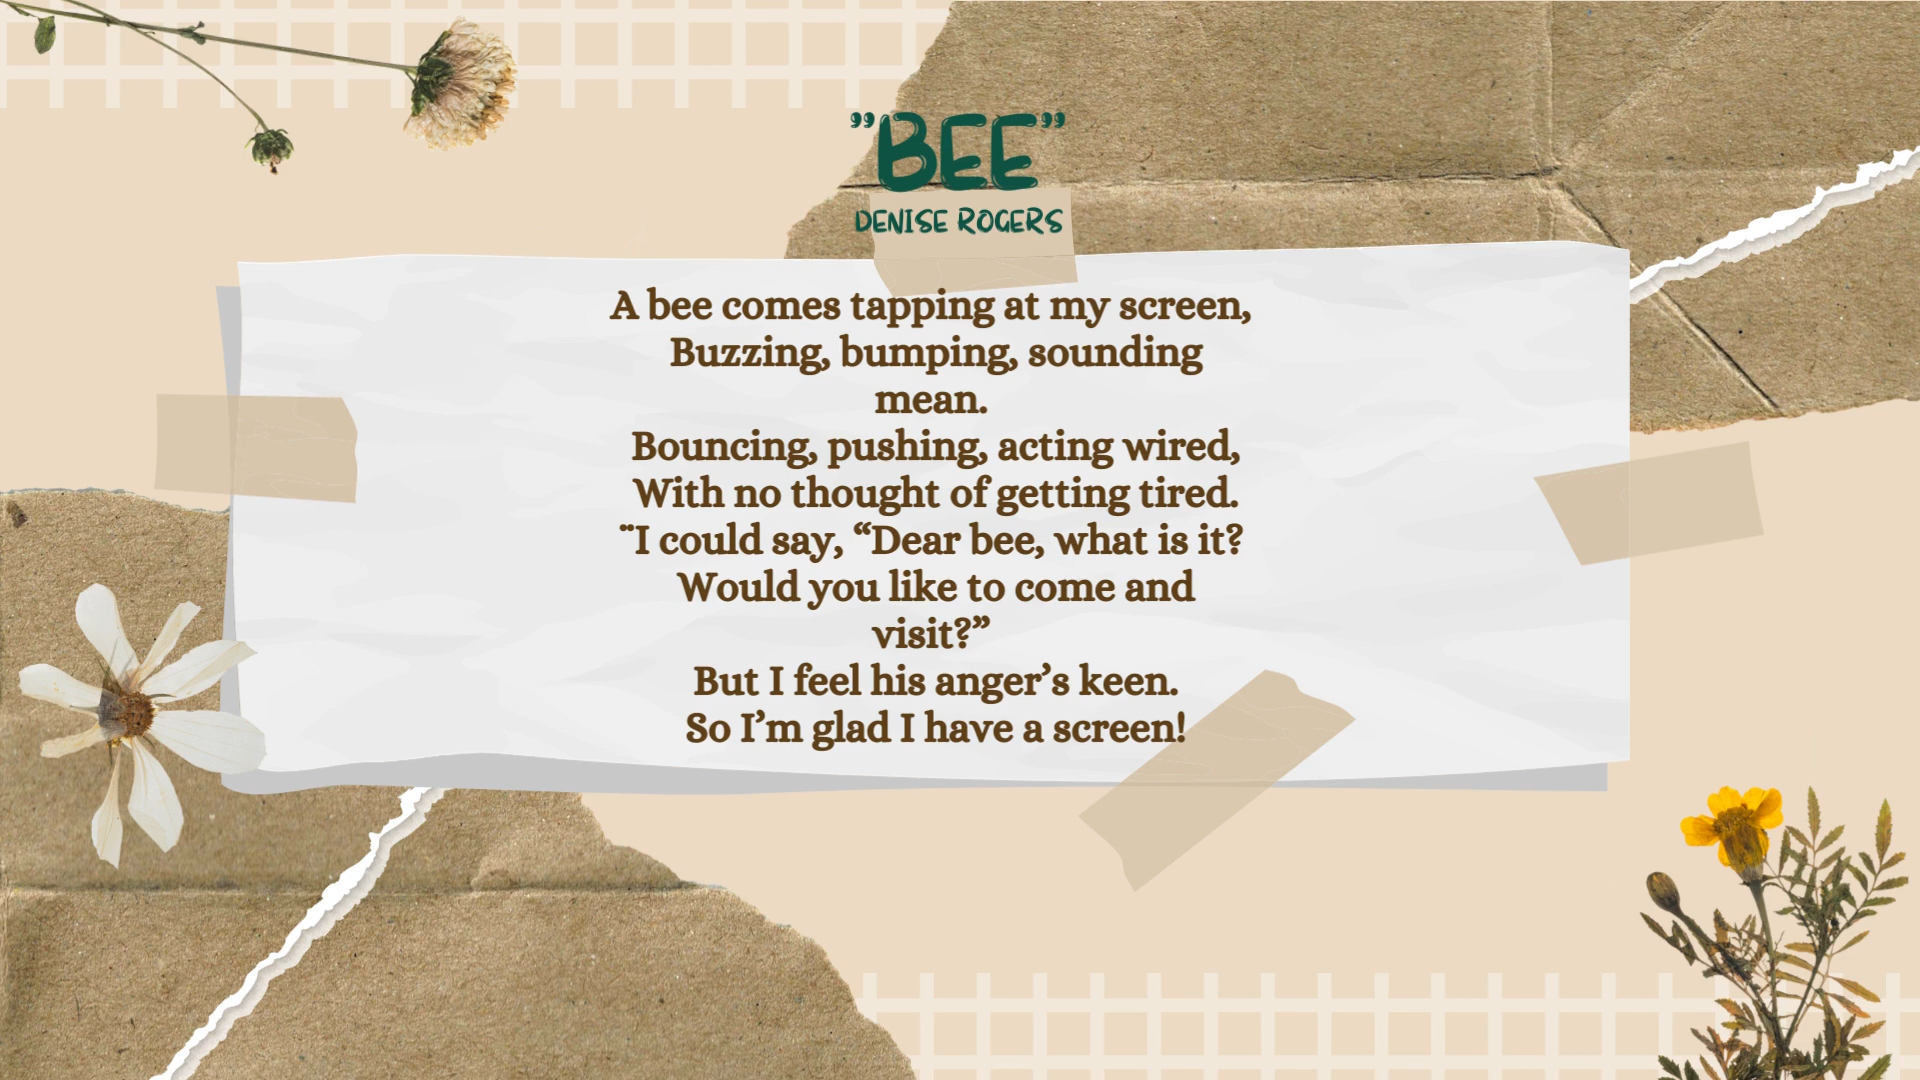 ”BEE”
DENISE ROGERS
A bee comes tapping at my screen,
Buzzing, bumping, sounding
mean.
Bouncing, pushing, acting wired,
With no thought of getting tired.
¨I could say, “Dear bee, what is it?
Would you like to come and
visit?”
But I feel his anger’s keen.
So I’m glad I have a screen!